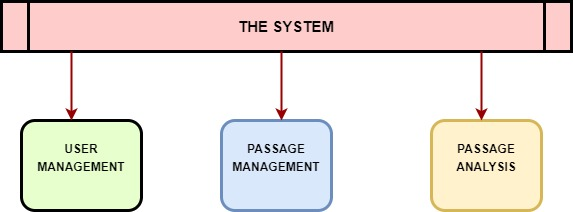 THE SYSTEM
USER
MANAGEMENT
PASSAGE
MANAGEMENT
PASSAGE
ANALYSIS